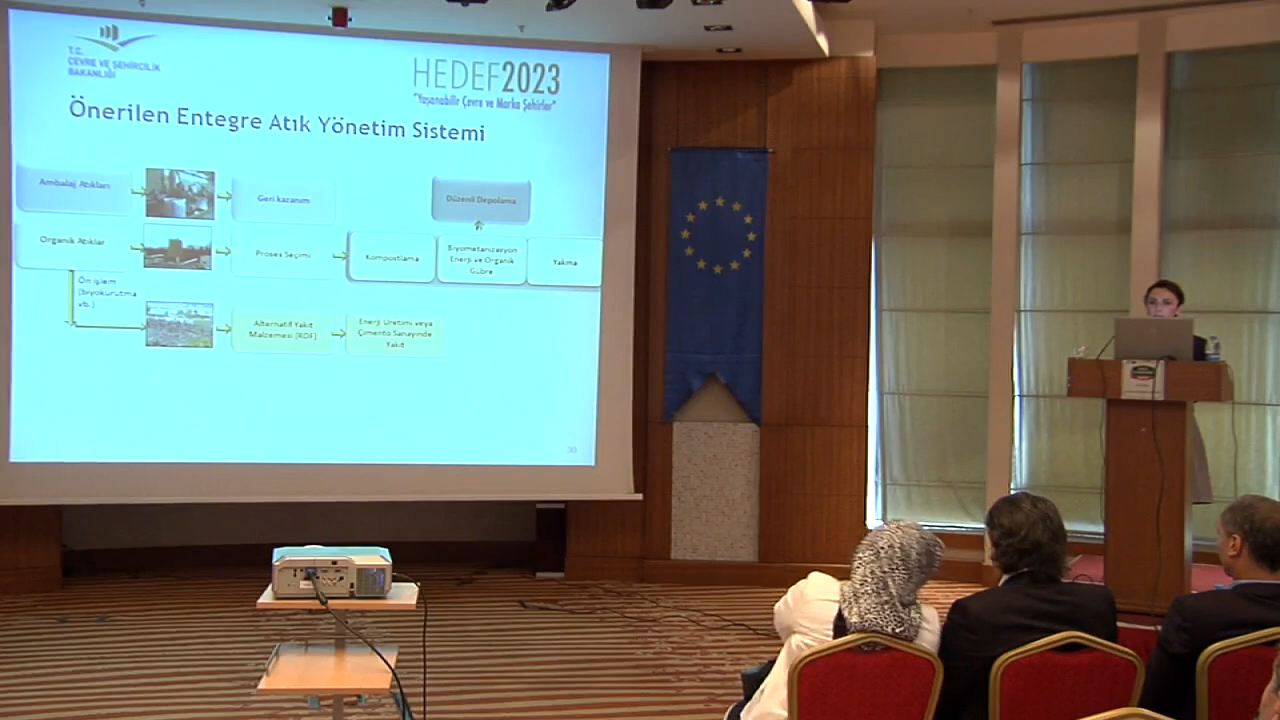 T.C.
ÇEVRE VE ŞEHİRCİLİK
BAKANLIĞI
HEDEF2023
"Yaşanabilir Çevre ve Marka Şehirler"
Önerilen Entegre Atık Yönetim Sistemi
Ambalaj Atıkları
Geri kazanım
Düzenli Depolama
Organik Atıklar
Proses Seçimi
Kompostlama
Biyometanizasyon
Enerji ve Organik
Gübre
Yakma
Ön işlem
(biyokurutma
vb.)
Alternatif Yakıt
Malzemesi (RDF)
Enerji Üretimi veya
Çimento Sanayinde
Yakıt
30